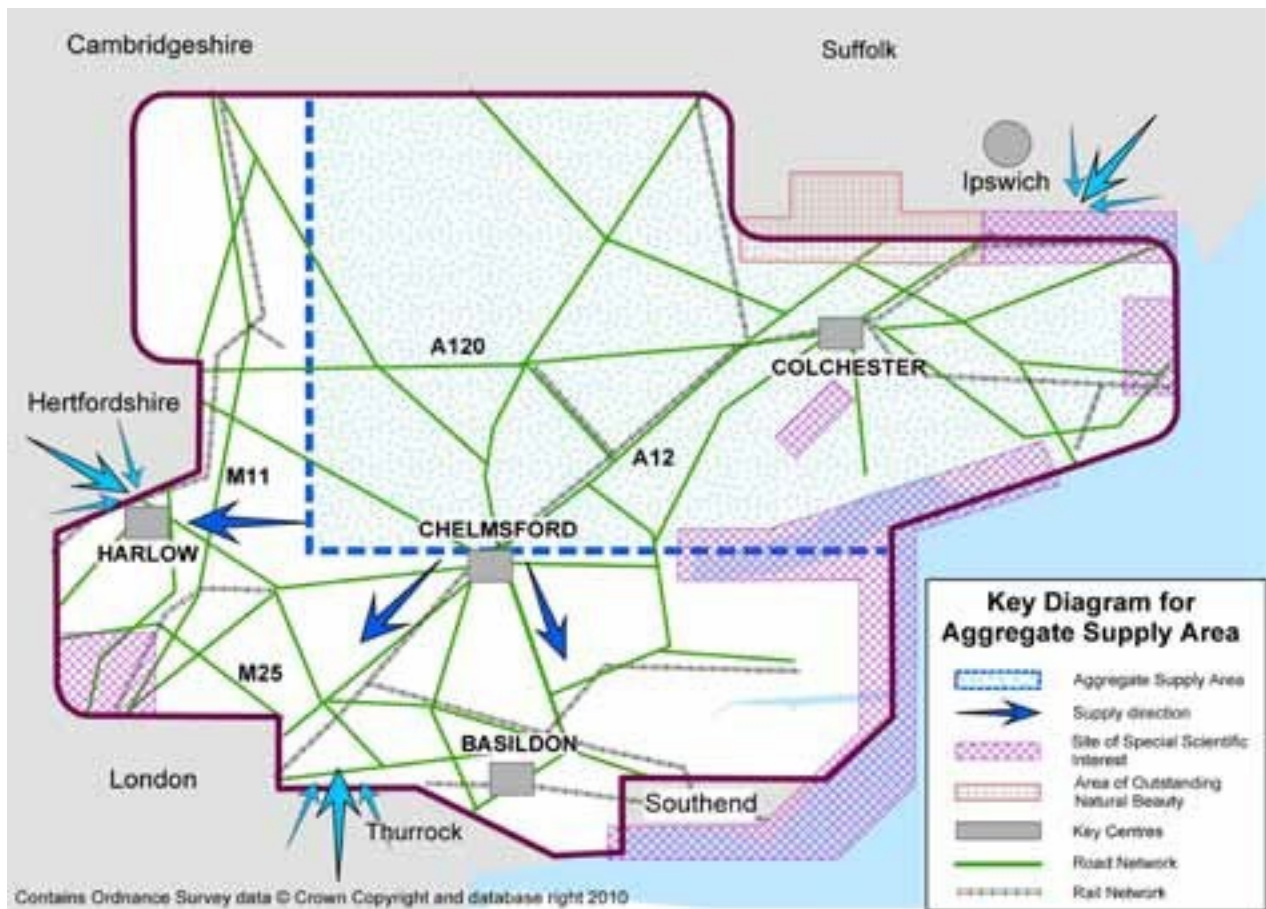 Cambridgeshire
Suffolk
Ipswich
A120
COLCHESTER
Hertfordshire
A12
M11
CHELMSFORD
HARLOW
M25
BASILDON
London
Southend
Thurrock
Key Diagram for
Aggregate Supply Area
Aggregate Supply Area
Supply direction
Site of Special Scientific
Interest
Area of Outstanding
Natural Beauty
Key Centres
Road Network
Rail Network
Contains Ordnance Survey data © Crown Copyright and database right 2010